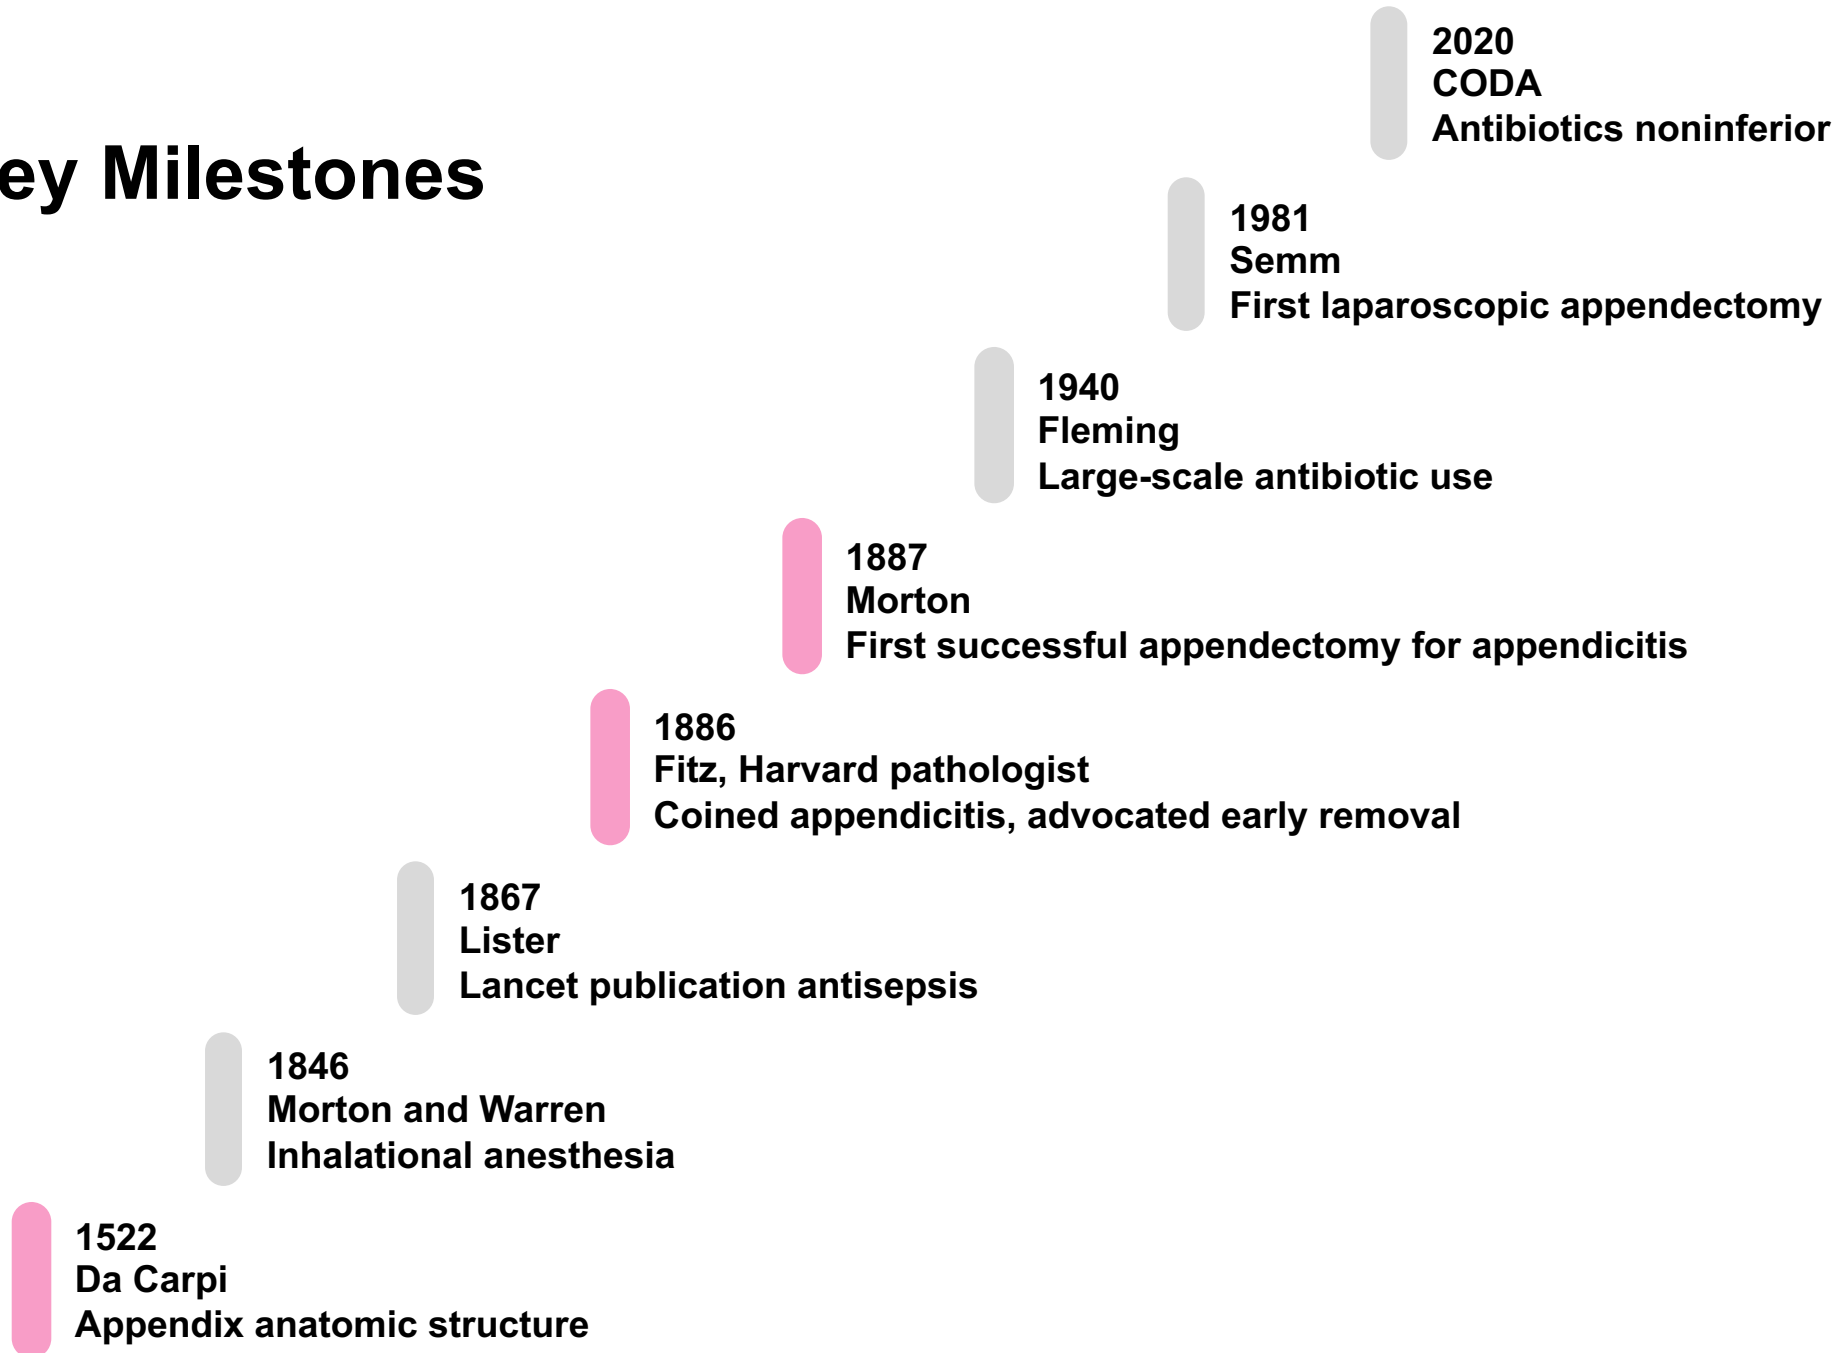 ey Milestones
2020
CODA
Antibiotics noninferior
1981
Semm
First laparoscopic appendectomy
1940
Fleming
Large-scale antibiotic use
1887
Morton
First successful appendectomy for appendicitis
1886
Fitz, Harvard pathologist
Coined appendicitis, advocated early removal
1867
Lister
Lancet publication antisepsis
1846
Morton and Warren
Inhalational anesthesia
1522
Da Carpi
Appendix anatomic structure